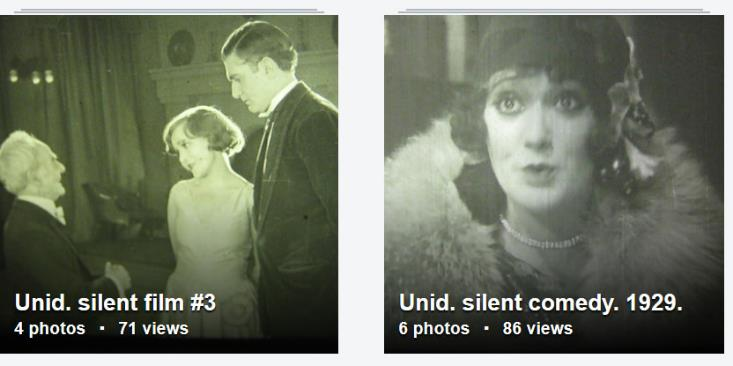 Unid. silent film #3
4 photos · 71 views
Unid. silent comedy. 1929.
6 photos · 86 views